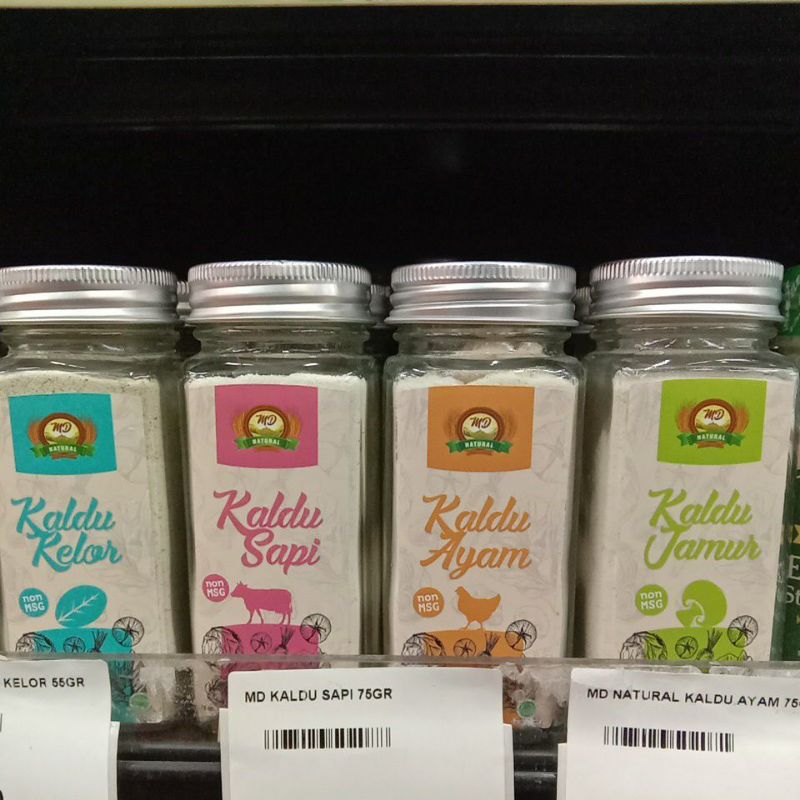 MD
NATURAL
Kaldu
Kelor
non
MSG
MD
NATURAL
Kaldu
Sapi
non
MSG
MD
NATURAL
Kaldu
Ayam
non
MSG
MD
NATURAL
Kaldu
Jamur
non
MSG
KELOR 55GR
MD KALDU SAPI 75GR
MD NATURAL KALDU AYAM 75